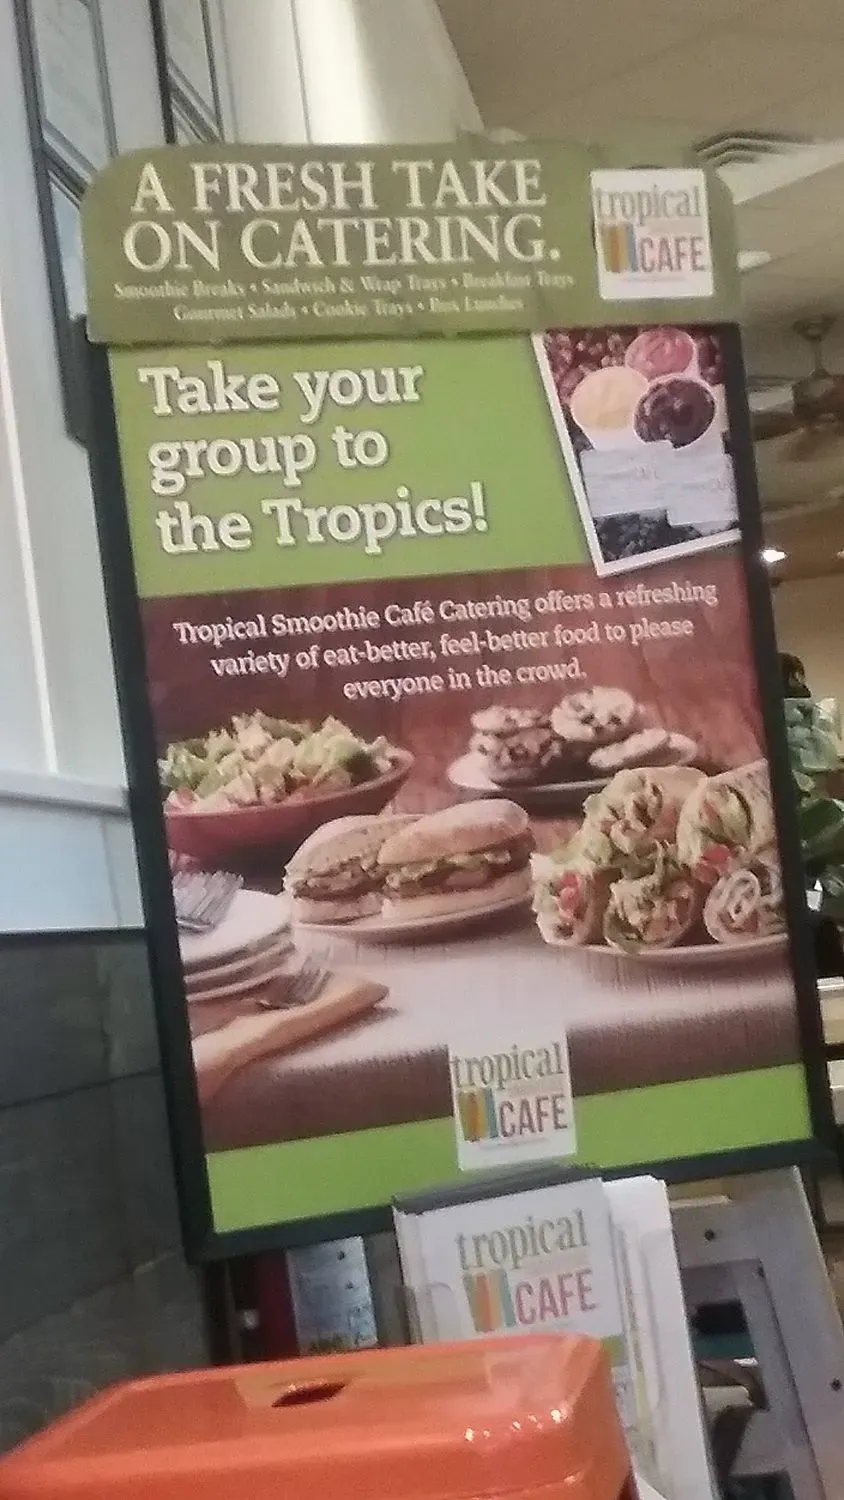 A FRESH TAKE
ON CATERING.
Smoothie Breaks • Sandwich & Wrap Trays • Breakfast Trays
Gourmet Salads • Cookie Trays • Box Lunches
tropical
CAFE
Take your
group to
the Tropics!
Tropical Smoothie Café Catering offers a refreshing
variety of eat-better, feel-better food to please
everyone in the crowd.
tropical
CAFE
tropical
CAFE